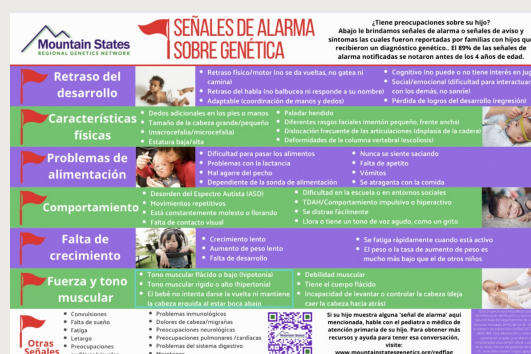 Mountain States
REGIONAL GENETICS NETWORK
SEÑALES DE ALARMA
SOBRE GENÉTICA
¿Tiene preocupaciones sobre su hijo?
Abajo le brindamos señales de alarma o señales de aviso y
síntomas las cuales fueron reportadas por familias con hijos que
recibieron un diagnóstico genético.. El 89% de las señales de
alarma notificadas se notaron antes de los 4 años de edad.
Retraso del
desarrollo
Retraso físico/motor (no se da vueltas, no gatea ni
camina)
Retraso del habla (no balbucea ni responde a su nombre)
Adaptable (coordinación de manos y dedos)
Cognitivo (no puede o no tiene interés en jug
Social/emocional (dificultad para interactuar
con los demás, no sonríe)
Pérdida de logros del desarrollo (regresión)
Características
físicas
Dedos adicionales en los pies o manos
Tamaño de la cabeza grande/pequeño
(macrocefalia/microcefalia)
Estatura baja/alta
Paladar hendido
Diferentes rasgos faciales (mentón pequeño, frente ancha)
Dislocación frecuente de las articulaciones (displasia de la cadera)
Deformidades de la columna vertebral (escoliosis)
Problemas de
alimentación
Dificultad para pasar los alimentos
Problemas con la lactancia
Mal agarre del pecho
Dependiente de la sonda de alimentación
Nunca se siente saciando
Falta de apetito
Vómitos
Se atraganta con la comida
Comportamiento
Desorden del Espectro Autista (ASD)
Movimientos repetitivos
Está constantemente molesto o llorando
Falta de contacto visual
Dificultad en la escuela o en entornos sociales
TDAH/Comportamiento impulsivo o hiperactivo
Se distrae fácilmente
Llora o tiene un tono de voz agudo, como un grito
Falta de
crecimiento
Crecimiento lento
Aumento de peso lento
Falta de desarrollo
Se fatiga rápidamente cuando está activo
El peso o la tasa de aumento de peso es
mucho más bajo que el de otros niños
Fuerza y tono
muscular
Tono muscular flácido o bajo (hipotonía)
Tono muscular rígido o alto (hipertonía)
El bebé no intenta darse la vuelta ni mantiene
la cabeza erguida al estar boca abajo
Debilidad muscular
Tiene el cuerpo flácido
Incapacidad de levantar o controlar la cabeza (deja
caer la cabeza hacia atrás)
Otras
Señales
Convulsiones
Falta de sueño
Fatiga
Letargo
Preocupaciones
Problemas inmunológicos
Dolores de cabeza/migrañas
Preocupaciones neurológicas
Preocupaciones pulmonares /cardíacas
Problemas del sistema digestivo
Si su hijo muestra alguna 'señal de alarma' aquí
mencionada, hable con el pediatra o médico de
atención primaria de su hijo. Para obtener más
recursos y ayuda para tener esa conversación,
visite:
www.mountainstatesgenetics.org/redflag